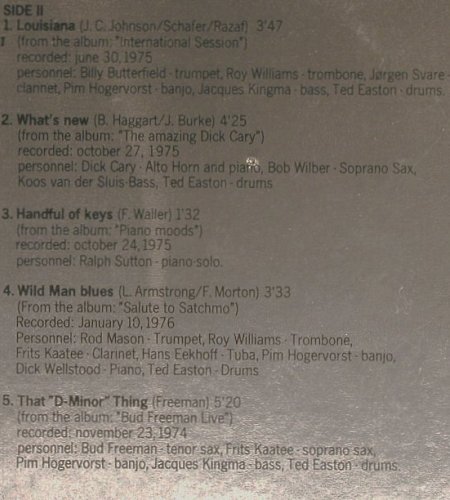 SIDE II
1. Louisiana (J.C. Johnson/Schafer/Razaf) 3'47
(from the album: "International Session")
recorded: june 30, 1975
personnel: Billy Butterfield · trumpet, Roy Williams · trombone, Jørgen Svare ·
clannet, Pim Hogervorst · banjo, Jacques Kingma · bass, Ted Easton · drums.
2. What's new (B. Haggart/J. Burke) 4'25
(from the album: "The amazing Dick Cary")
recorded: october 27, 1975
personnel: Dick Cary · Alto Horn and piano, Bob Wilber · Soprano Sax,
Koos van der Sluis · Bass, Ted Easton · drums
3. Handful of keys (F. Waller) 1'32
(from the album: "Piano moods")
recorded: october 24, 1975
personnel: Ralph Sutton · piano · solo.
4. Wild Man blues (L. Armstrong/F. Morton) 3'33
(From the album: "Salute to Satchmo")
Recorded: January 10, 1976
Personnel: Rod Mason · Trumpet, Roy Williams · Trombone,
Frits Kaatee · Clarinet, Hans Eekhoff · Tuba, Pim Hogervorst · banjo,
Dick Wellstood · Piano, Ted Easton · Drums
5. That "D-Minor" Thing (Freeman) 5'20
(from the album: "Bud Freeman Live")
recorded: november 23, 1974
personnel: Bud Freeman · tenor sax, Frits Kaatee · soprano sax,
Pim Hogervorst · banjo, Jacques Kingma · bass, Ted Easton · drums.